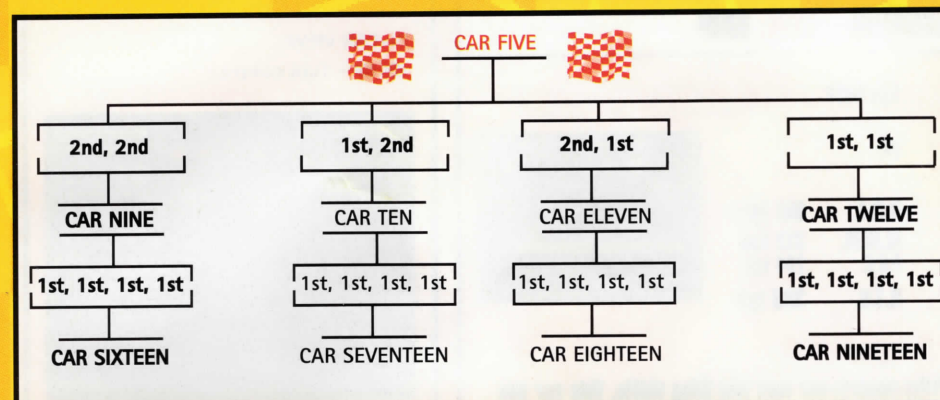 CAR FIVE
2nd, 2nd
1st, 2nd
2nd, 1st
1st, 1st
CAR NINE
CAR TEN
CAR ELEVEN
CAR TWELVE
1st, 1st, 1st, 1st
1st, 1st, 1st, 1st
1st, 1st, 1st, 1st
1st, 1st, 1st, 1st
CAR SIXTEEN
CAR SEVENTEEN
CAR EIGHTEEN
CAR NINETEEN